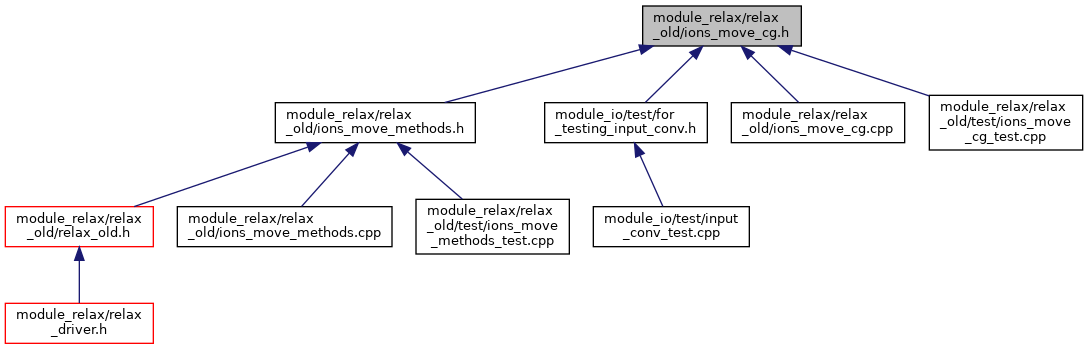 module_relax/relax
_old/ions_move_cg.h
module_relax/relax
_old/ions_move_methods.h
module_io/test/for
_testing_input_conv.h
module_relax/relax
_old/ions_move_cg.cpp
module_relax/relax
_old/test/ions_move
_cg_test.cpp
module_relax/relax
_old/relax_old.h
module_relax/relax
_old/ions_move_methods.cpp
module_relax/relax
_old/test/ions_move
_methods_test.cpp
module_io/test/input
_conv_test.cpp
module_relax/relax
_driver.h